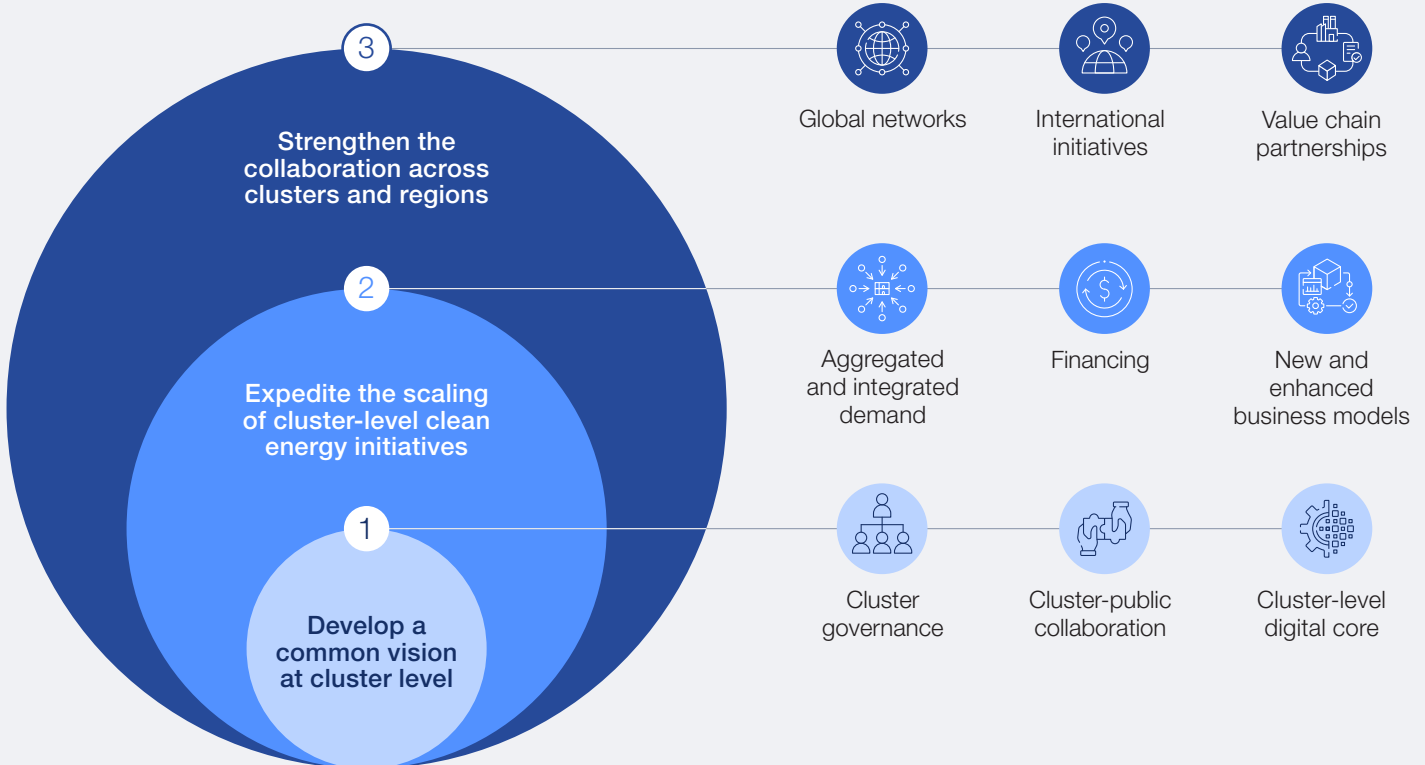 3
Strengthen the
collaboration across
clusters and regions
Global networks
International
initiatives
Value chain
partnerships
2
Expedite the scaling
of cluster-level clean
energy initiatives
Aggregated
and integrated
demand
Financing
New and
enhanced
business models
1
Develop a
common vision
at cluster level
Cluster
governance
Cluster-public
collaboration
Cluster-level
digital core